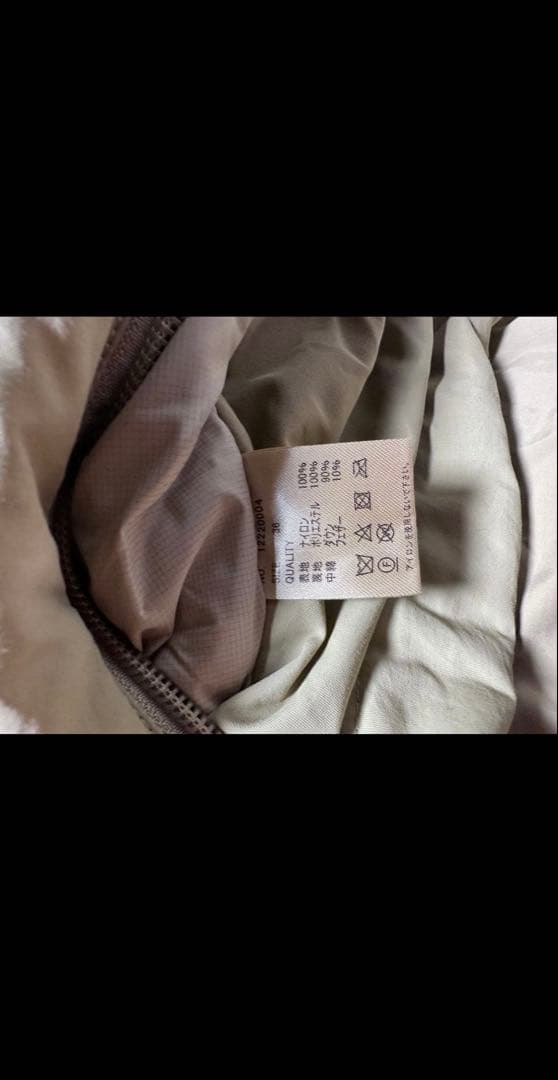 NO 12220004
SIZE 36
QUALITY
表地 ナイロン 100%
裏地 ポリエステル 100%
中綿 ダウン 90%
フェザー 10%
F
アイロンを使用しないで下さい。